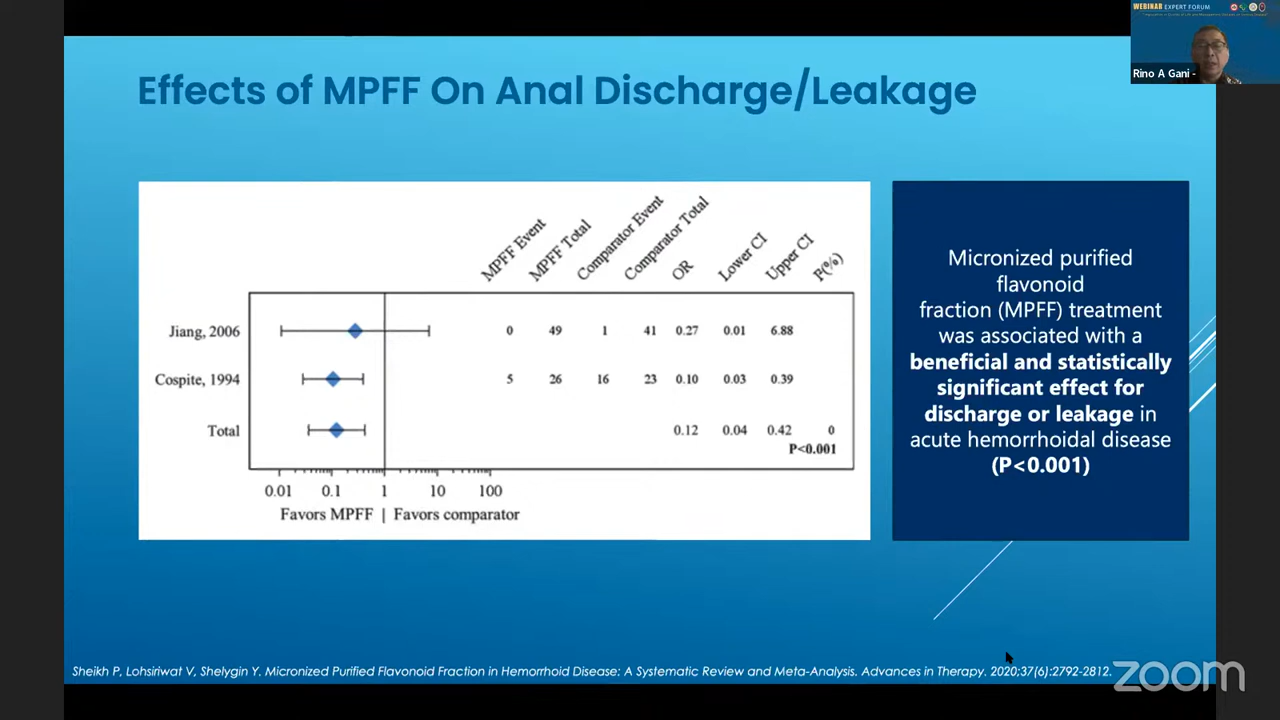 WEBINAR EXPERT FORUM
Rino A Gani -
Effects of MPFF On Anal Discharge/Leakage
MPFF Event
MPFF Total
Comparator Event
Comparator Total
OR
Lower CI
Upper CI
I²(%)
Jiang, 2006 0 49 1 41 0.27 0.01 6.88
Cospite, 1994 5 26 16 23 0.10 0.03 0.39
Total 0.12 0.04 0.42 0
P<0.001
0.01 0.1 1 10 100
Favors MPFF | Favors comparator
Micronized purified
flavonoid
fraction (MPFF) treatment
was associated with a
beneficial and statistically
significant effect for
discharge or leakage in
acute hemorrhoidal disease
(P<0.001)
Sheikh P, Lohsiriwat V, Shelygin Y. Micronized Purified Flavonoid Fraction in Hemorrhoid Disease: A Systematic Review and Meta-Analysis. Advances in Therapy. 2020;37(6):2792-2812.
zoom